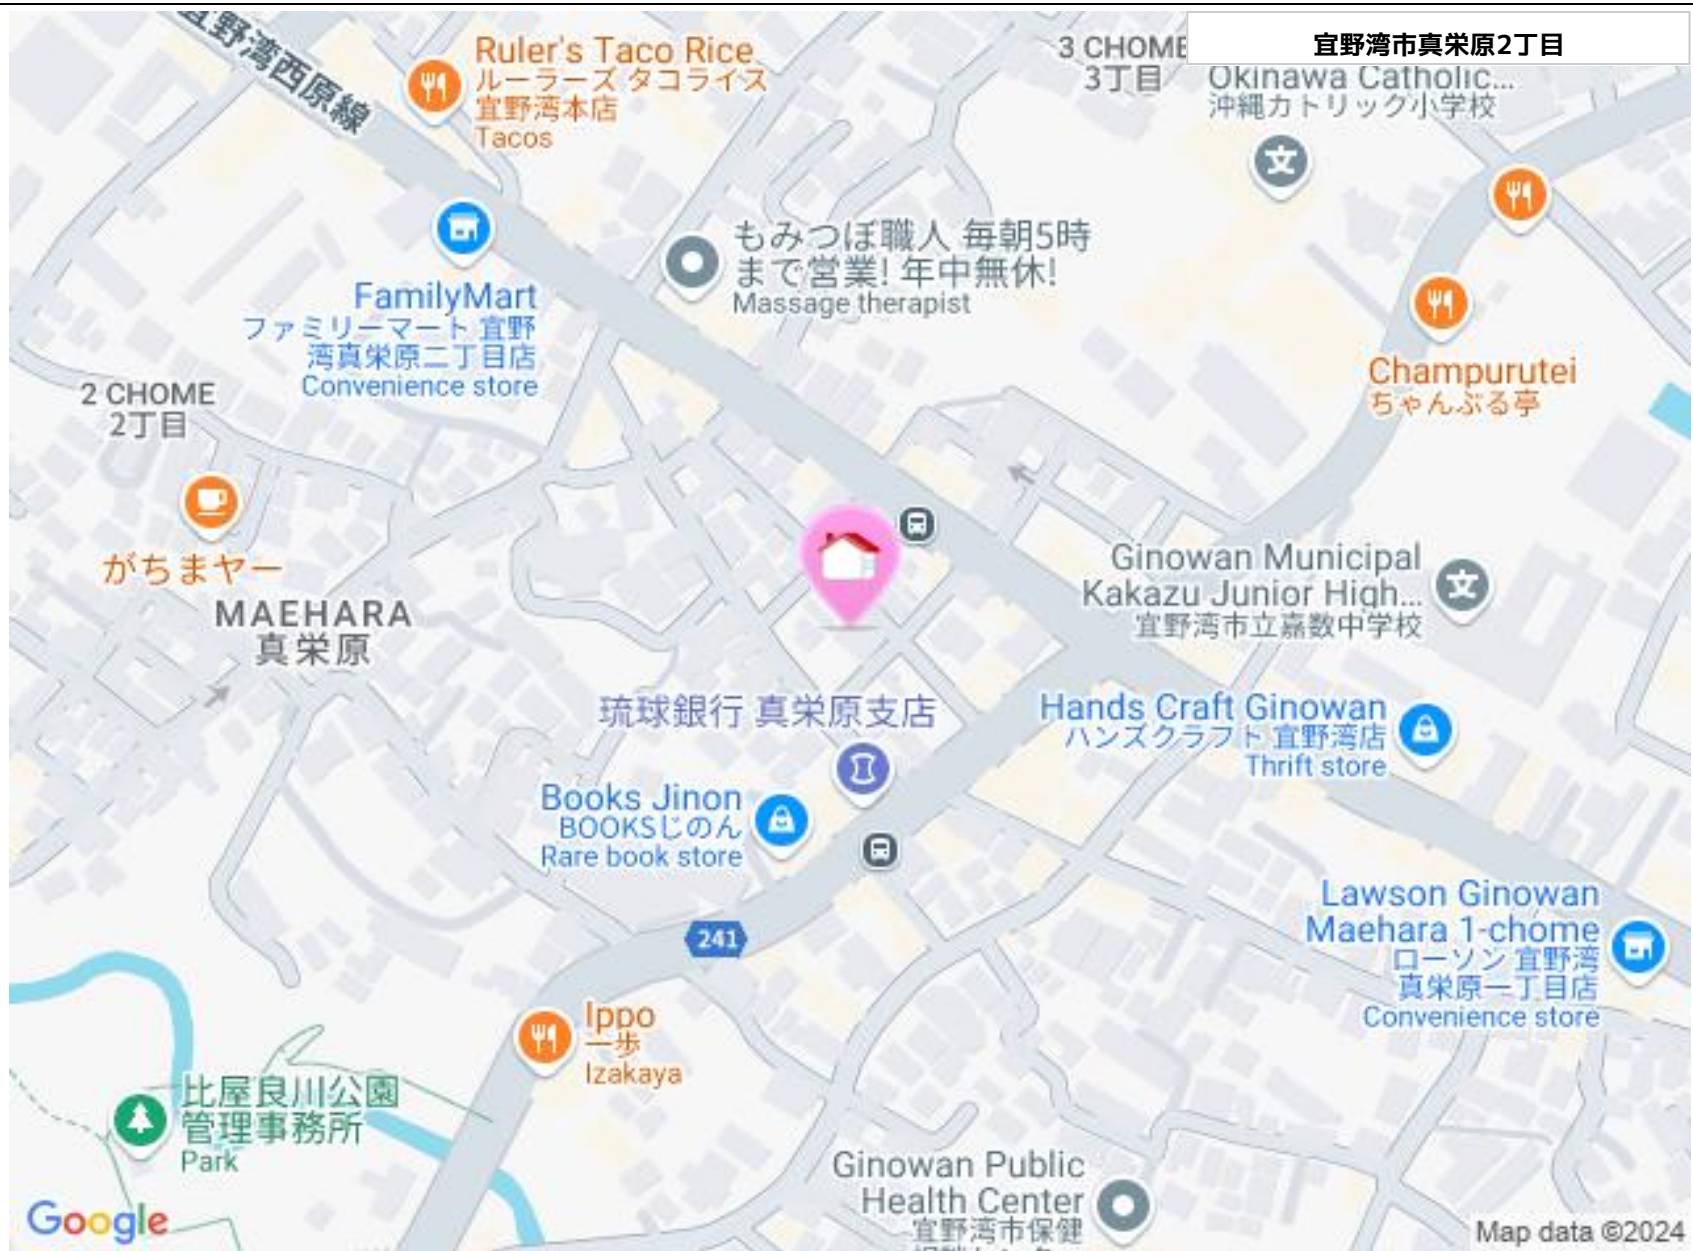 宜野湾市真栄原2丁目
宜野湾西原線
Ruler's Taco Rice
ルーラーズ タコライス
宜野湾本店
Tacos
3 CHOME
3丁目
Okinawa Catholic...
沖縄カトリック小学校
もみつぼ職人 毎朝5時
まで営業! 年中無休!
Massage therapist
FamilyMart
ファミリーマート 宜野
湾真栄原二丁目店
Convenience store
Champurutei
ちゃんぷる亭
2 CHOME
2丁目
がちまヤー
MAEHARA
真栄原
Ginowan Municipal
Kakazu Junior High...
宜野湾市立嘉数中学校
琉球銀行 真栄原支店
Hands Craft Ginowan
ハンズクラフト 宜野湾店
Thrift store
Books Jinon
BOOKSじのん
Rare book store
Lawson Ginowan
Maehara 1-chome
ローソン 宜野湾
真栄原一丁目店
Convenience store
241
Ippo
一歩
Izakaya
比屋良川公園
管理事務所
Park
Ginowan Public
Health Center
宜野湾市保健
Google
Map data ©2024